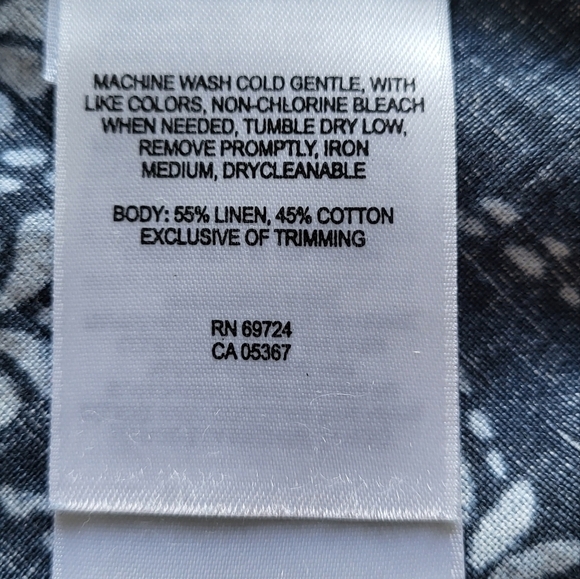 MACHINE WASH COLD GENTLE, WITH
LIKE COLORS, NON-CHLORINE BLEACH
WHEN NEEDED, TUMBLE DRY LOW,
REMOVE PROMPTLY, IRON
MEDIUM, DRYCLEANABLE
BODY: 55% LINEN, 45% COTTON
EXCLUSIVE OF TRIMMING
RN 69724
CA 05367